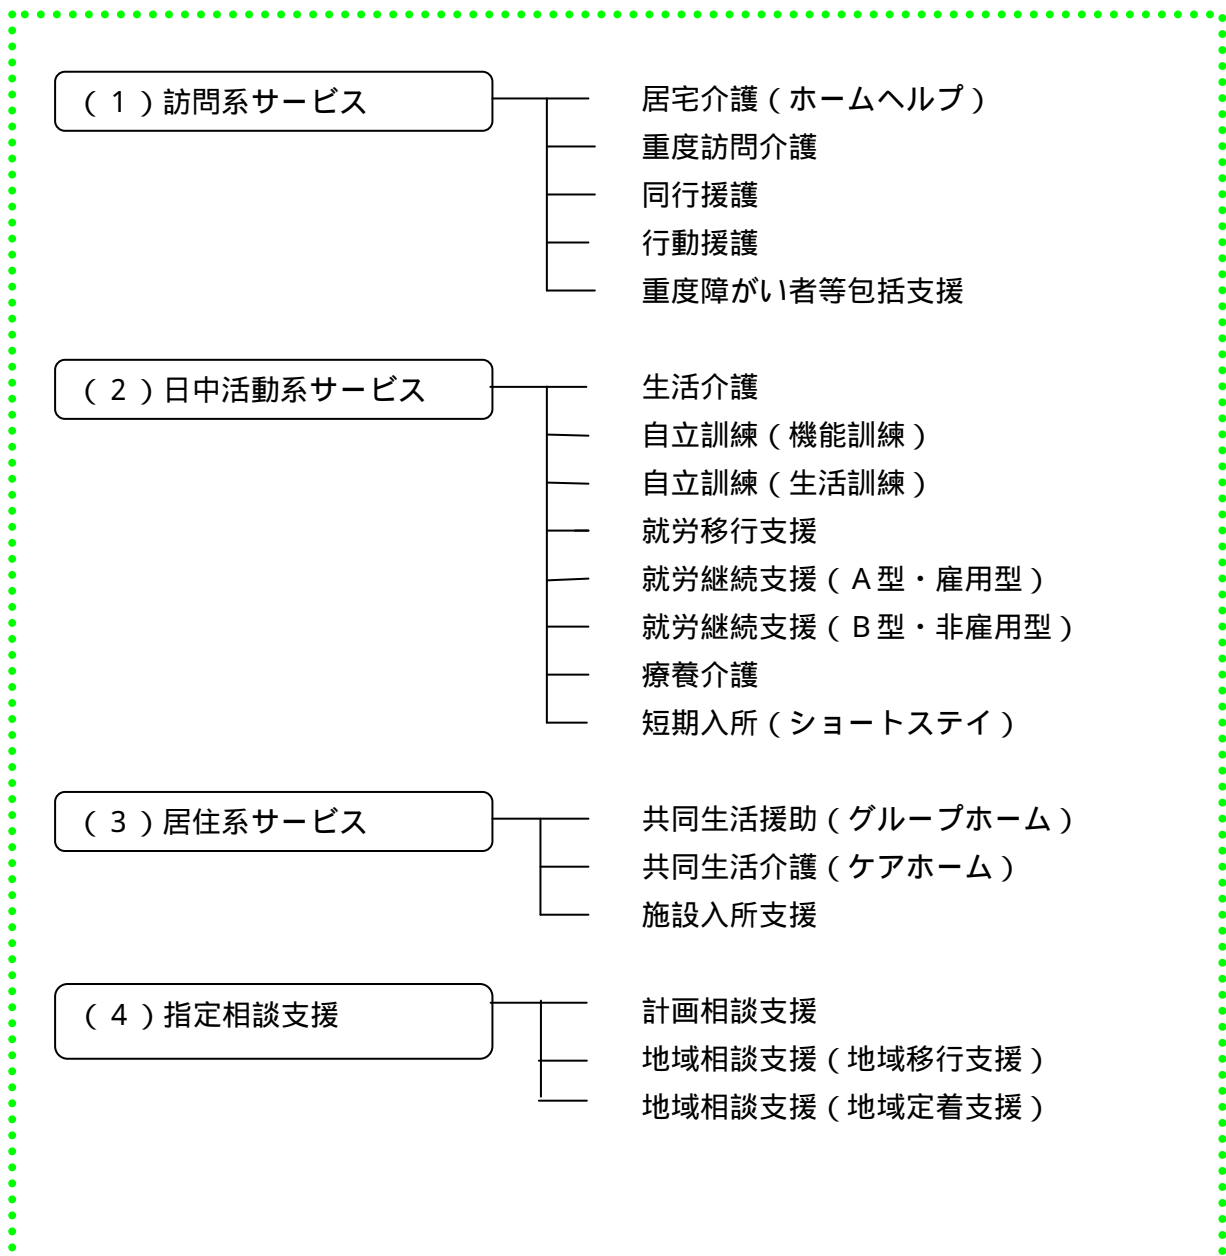 （１）訪問系サービス
居宅介護（ホームヘルプ）
重度訪問介護
同行援護
行動援護
重度障がい者等包括支援
（２）日中活動系サービス
生活介護
自立訓練（機能訓練）
自立訓練（生活訓練）
就労移行支援
就労継続支援（Ａ型・雇用型）
就労継続支援（Ｂ型・非雇用型）
療養介護
短期入所（ショートステイ）
（３）居住系サービス
共同生活援助（グループホーム）
共同生活介護（ケアホーム）
施設入所支援
（４）指定相談支援
計画相談支援
地域相談支援（地域移行支援）
地域相談支援（地域定着支援）